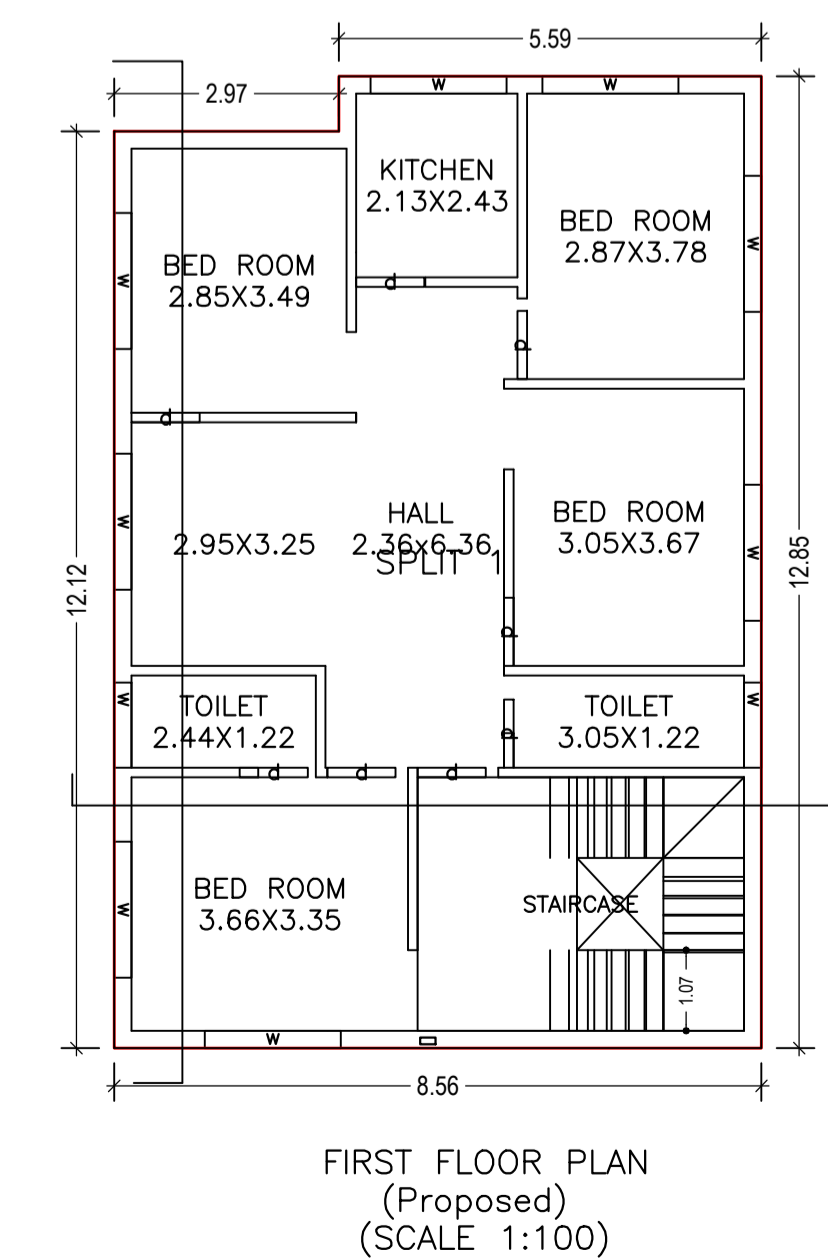 5.59
W
W
2.97
KITCHEN
2.13X2.43
BED ROOM
2.87X3.78
W
BED ROOM
2.85X3.49
W
d
d
d
HALL
2.95X3.25
2.36x6.36,
SPLIT 1
BED ROOM
3.05X3.67
W
W
12.12
12.85
d
TOILET
2.44X1.22
W
TOILET
3.05X1.22
W
d
d
d
d
BED ROOM
3.66X3.35
W
STAIRCASE
1.07
W
8.56
FIRST FLOOR PLAN
(Proposed)
(SCALE 1:100)